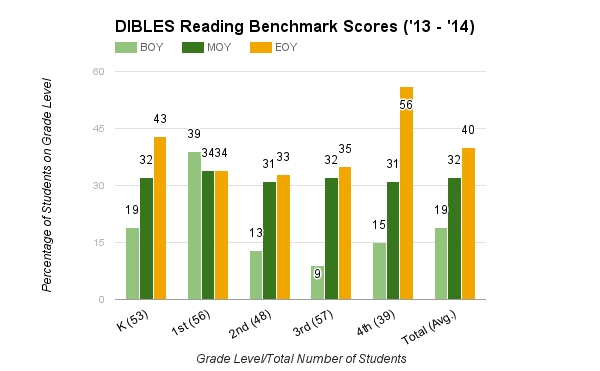 DIBLES Reading Benchmark Scores ('13 - '14)
BOY MOY EOY
Percentage of Students on Grade Level
60
45
30
15
0
19 32 43
39 34 34
13 31 33
9 32 35
15 31 56
19 32 40
K (53) 1st (56) 2nd (48) 3rd (57) 4th (39) Total (Avg.)
Grade Level/Total Number of Students